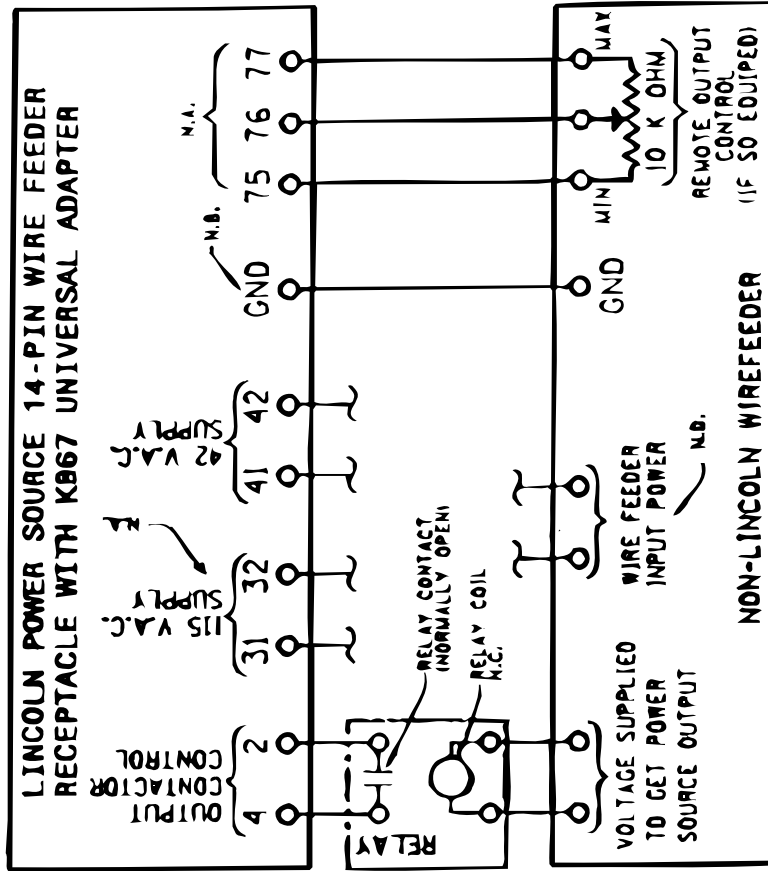 LINCOLN POWER SOURCE 14-PIN WIRE FEEDER
RECEPTACLE WITH K867 UNIVERSAL ADAPTER
N.A.
77
76
75
N.B.
GND
42 V.A.C.
SUPPLY
42
41
N.A.
115 V.A.C.
SUPPLY
32
31
OUTPUT
CONTACTOR
CONTROL
2
4
RELAY CONTACT
(NORMALLY OPEN)
RELAY COIL
N.C.
RELAY
MAX
10 K OHM
MIN
REMOTE OUTPUT
CONTROL
(IF SO EQUIPED)
GND
WIRE FEEDER
INPUT POWER
N.D.
VOLTAGE SUPPLIED
TO GET POWER
SOURCE OUTPUT
NON-LINCOLN WIREFEEDER